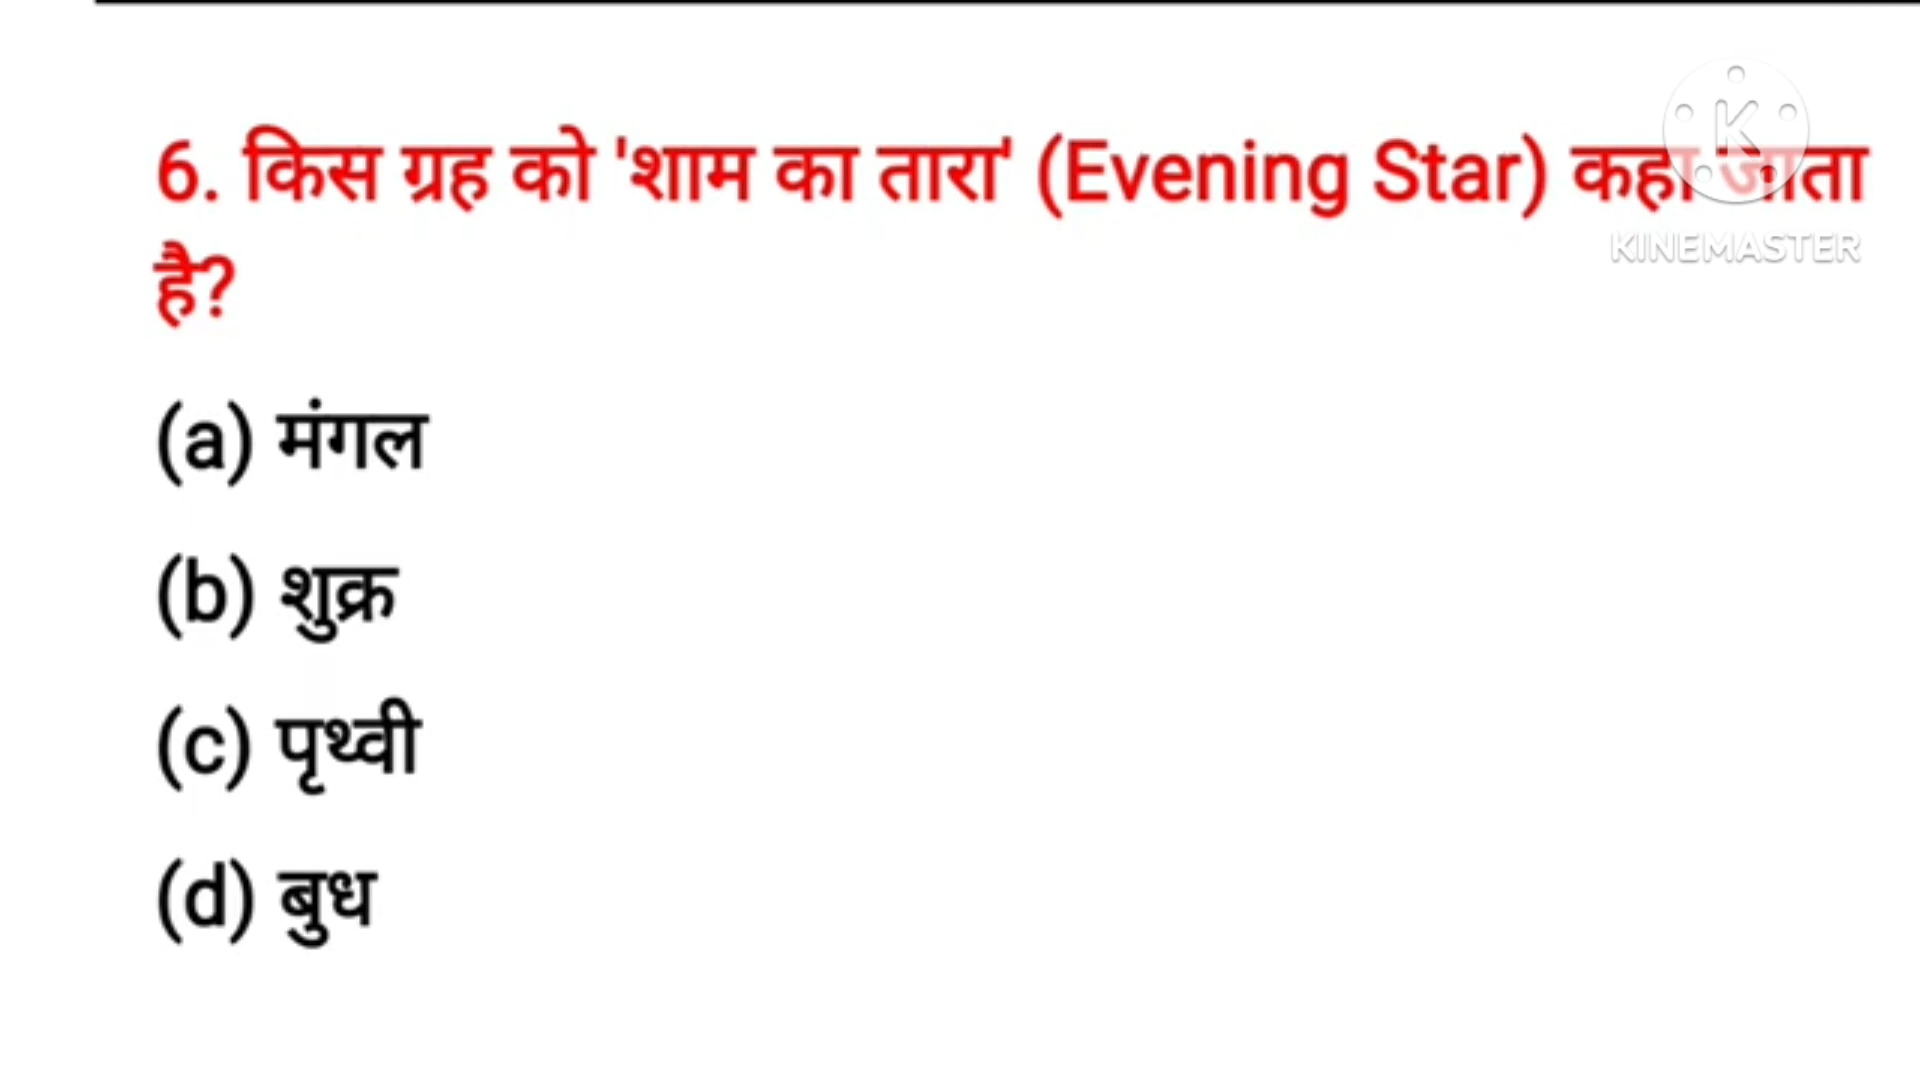 6. किस ग्रह को 'शाम का तारा' (Evening Star) कहा जाता
है?
(a) मंगल
(b) शुक्र
(c) पृथ्वी
(d) बुध
K
KINEMASTER